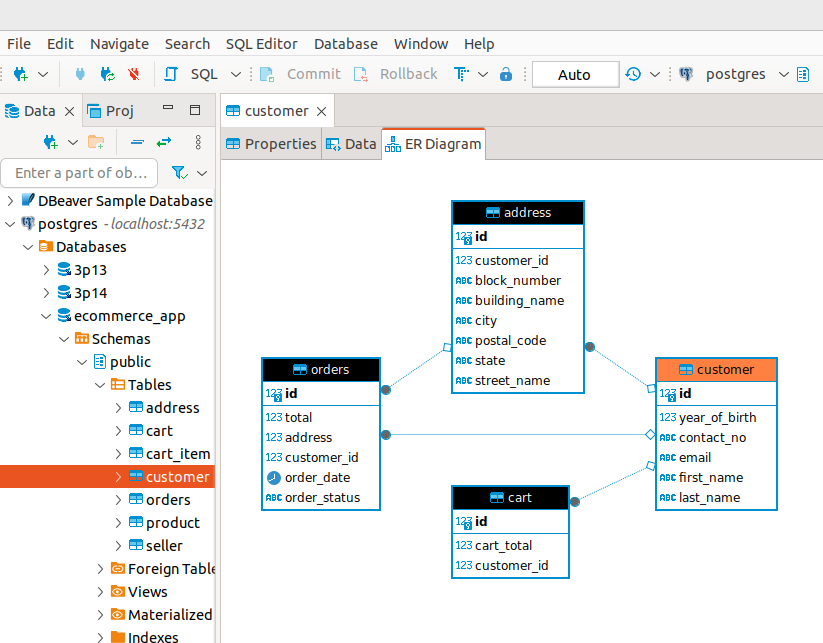 File Edit Navigate Search SQL Editor Database Window Help
SQL Commit Rollback Auto postgres
Data Proj
Enter a part of ob...
DBeaver Sample Database
postgres - localhost:5432
Databases
3p13
3p14
ecommerce_app
Schemas
public
Tables
address
cart
cart_item
customer
orders
product
seller
Foreign Table
Views
Materialized
Indexes
customer
Properties Data ER Diagram
address
123 id
123 customer_id
ABC block_number
ABC building_name
ABC city
ABC postal_code
ABC state
ABC street_name
orders
123 id
123 total
123 address
123 customer_id
order_date
ABC order_status
customer
123 id
123 year_of_birth
ABC contact_no
ABC email
ABC first_name
ABC last_name
cart
123 id
123 cart_total
123 customer_id